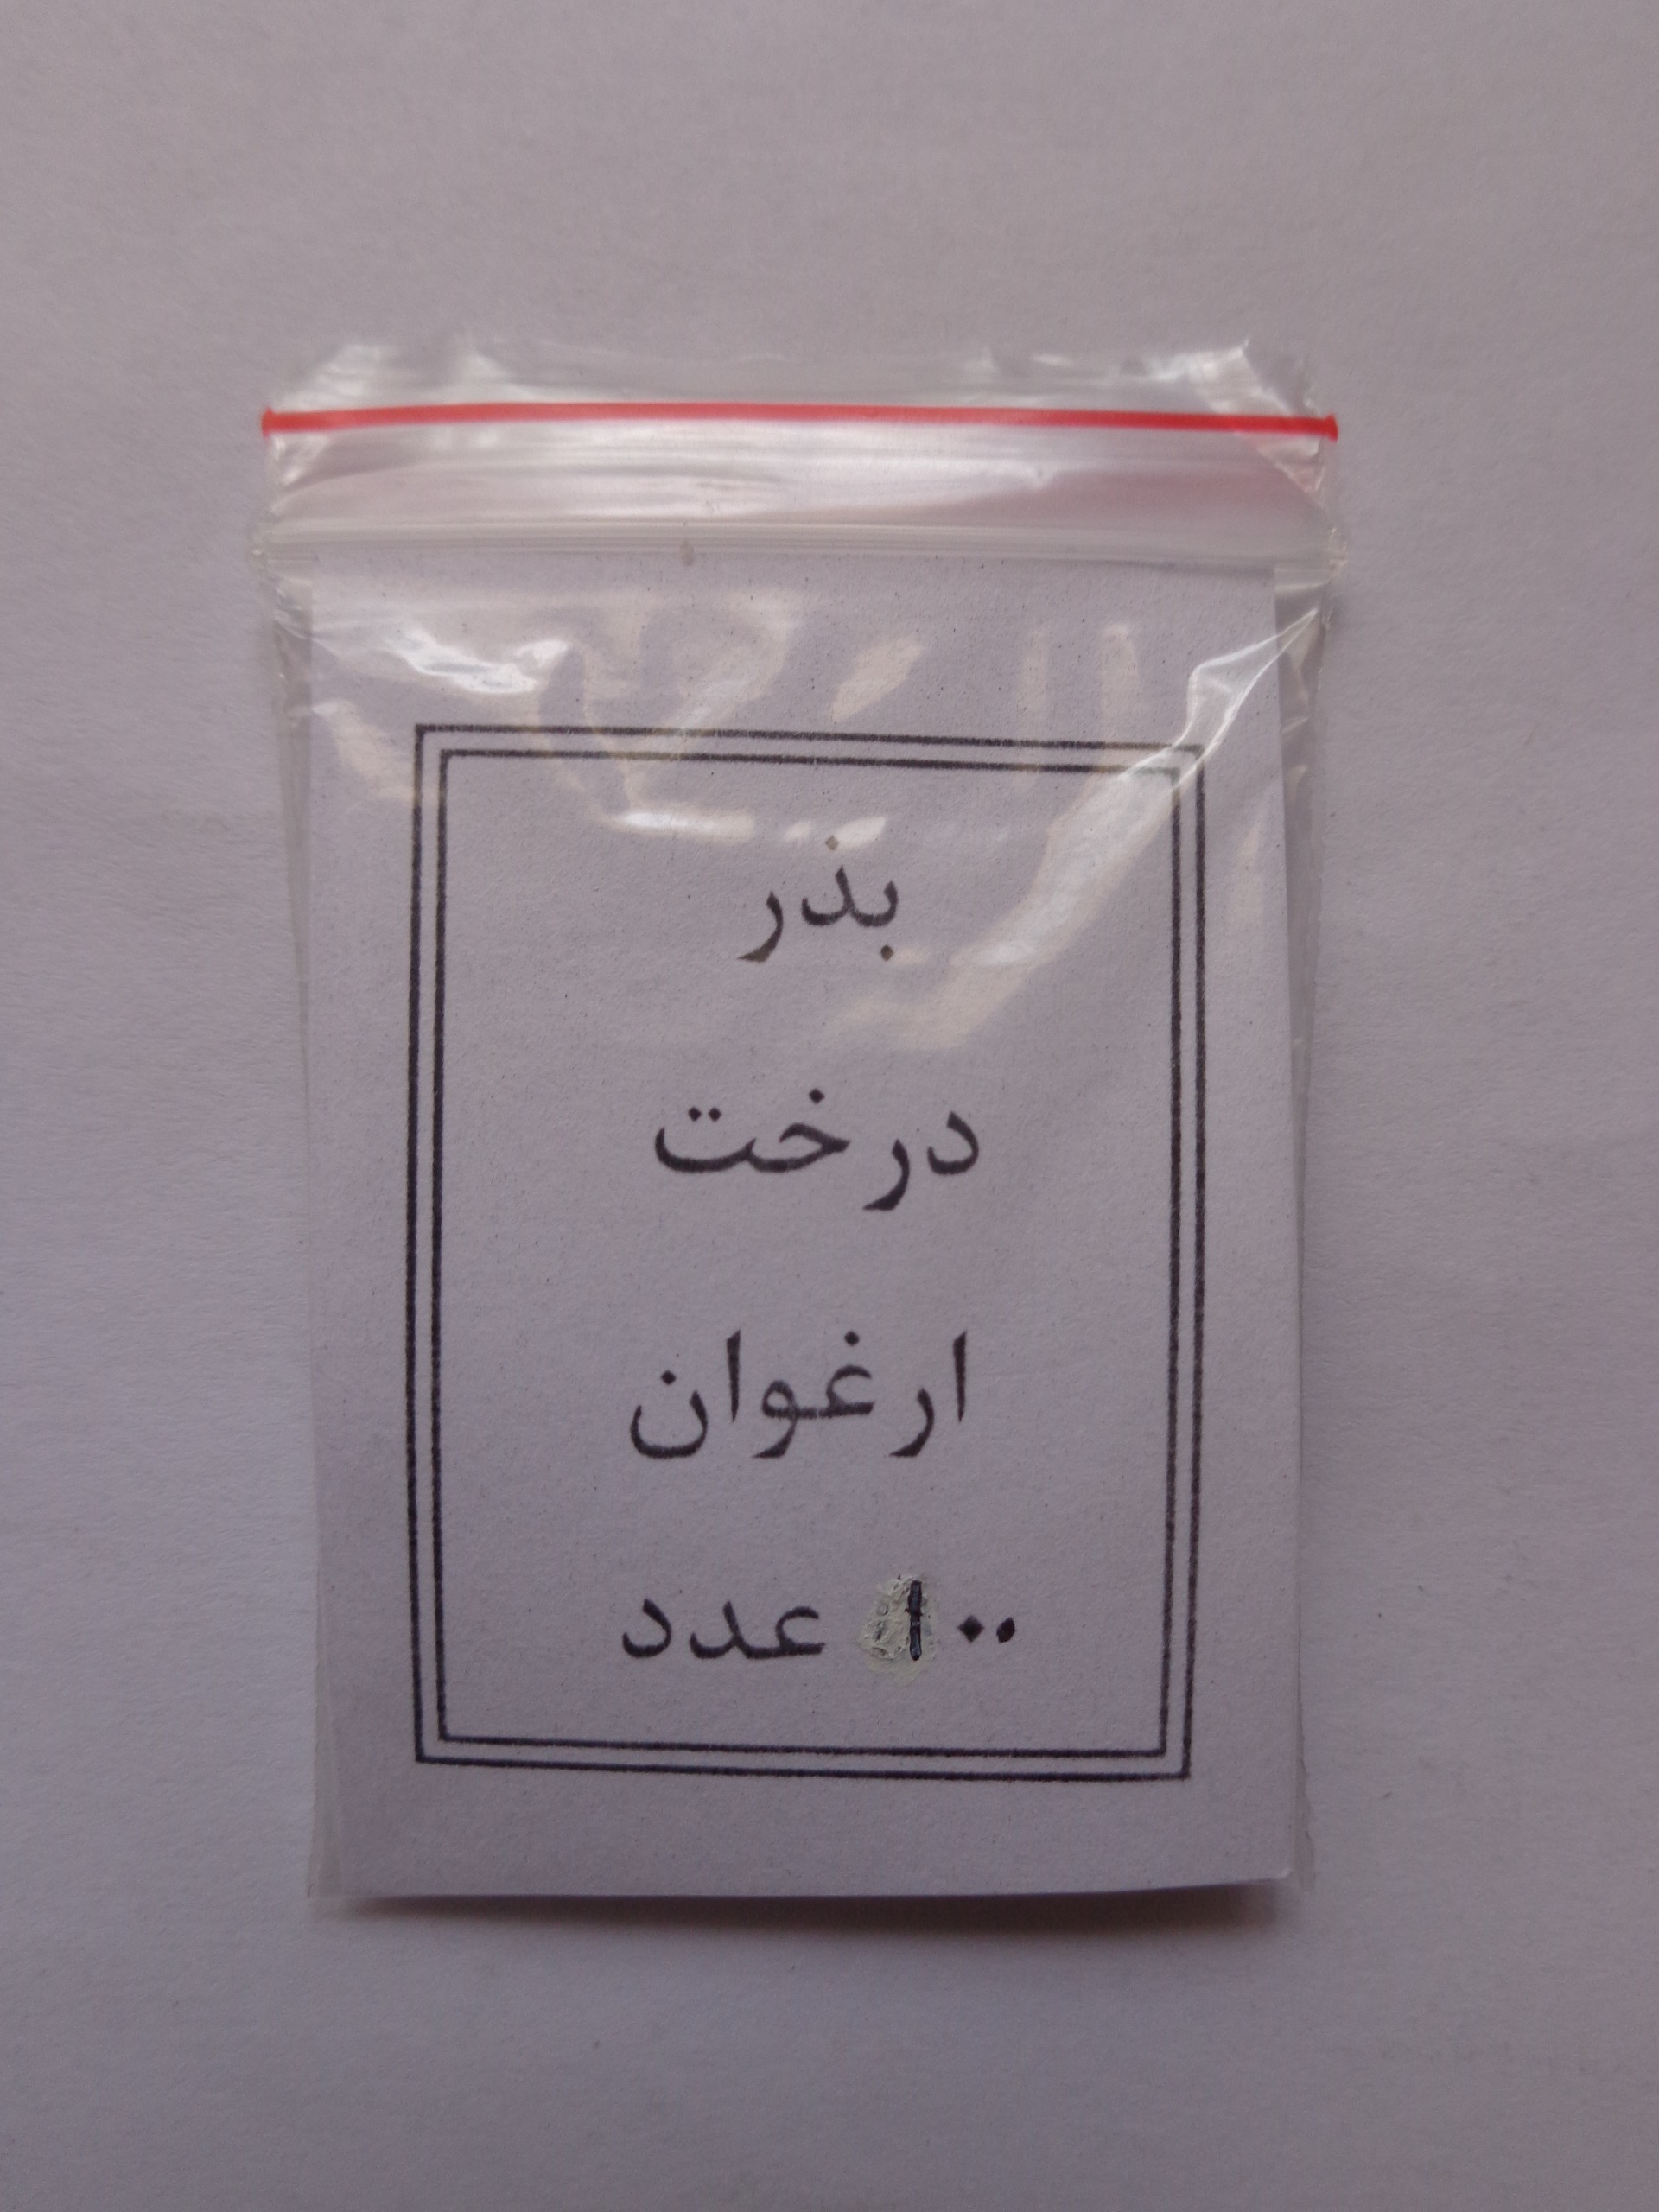 بذر
درخت
ارغوان
۱۰۰ عدد